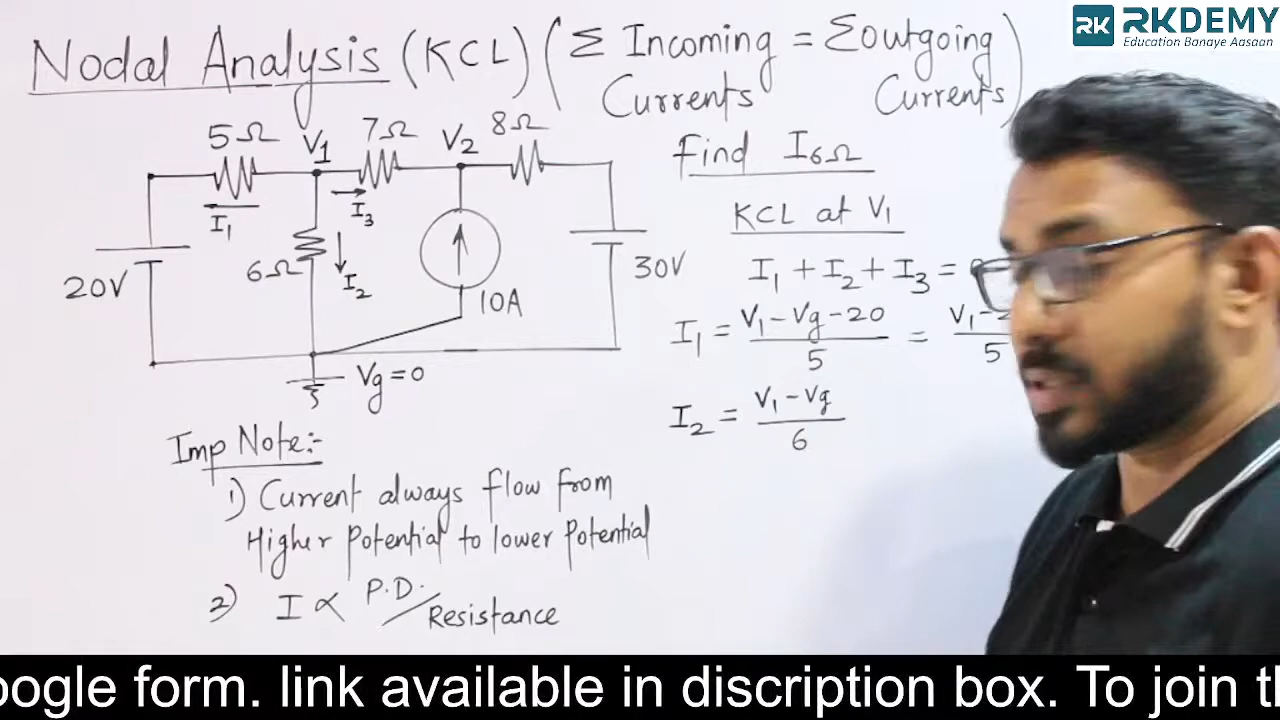 Nodal Analysis (KCL) (Σ Incoming Currents = Σ outgoing Currents)
RK RKDEMY
Education Banaye Aasaan
5Ω V1 7Ω V2 8Ω
I1 I3
20V 6Ω I2 10A 30V
Vg=0
find I6Ω
KCL at V1
I1 + I2 + I3 =
I1 = V1 - Vg - 20 / 5 = V1 - / 5
I2 = V1 - Vg / 6
Imp Note:-
1) Current always flow from
Higher Potential to lower Potential
2) I ∝ P.D. / Resistance
oogle form. link available in discription box. To join th